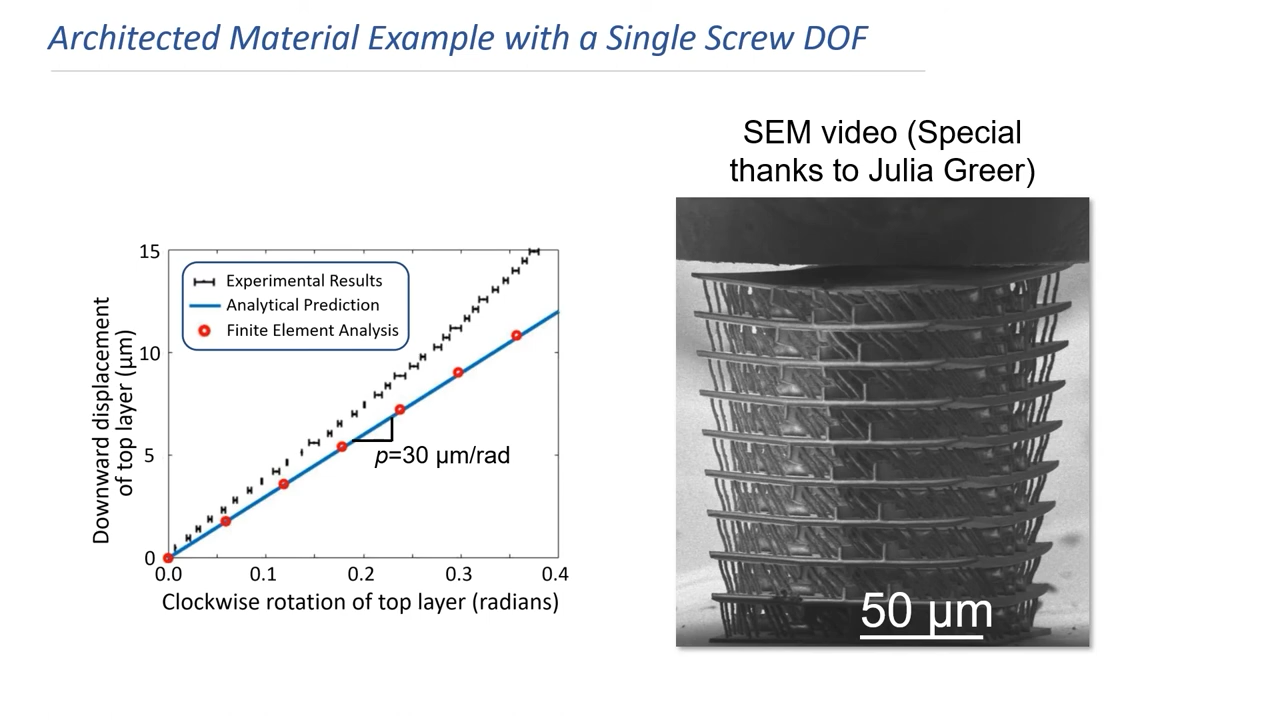 Architected Material Example with a Single Screw DOF
SEM video (Special
thanks to Julia Greer)
15
10
5
0
Downward displacement
of top layer (μm)
Experimental Results
Analytical Prediction
Finite Element Analysis
p=30 μm/rad
0.0 0.1 0.2 0.3 0.4
Clockwise rotation of top layer (radians)
50 μm